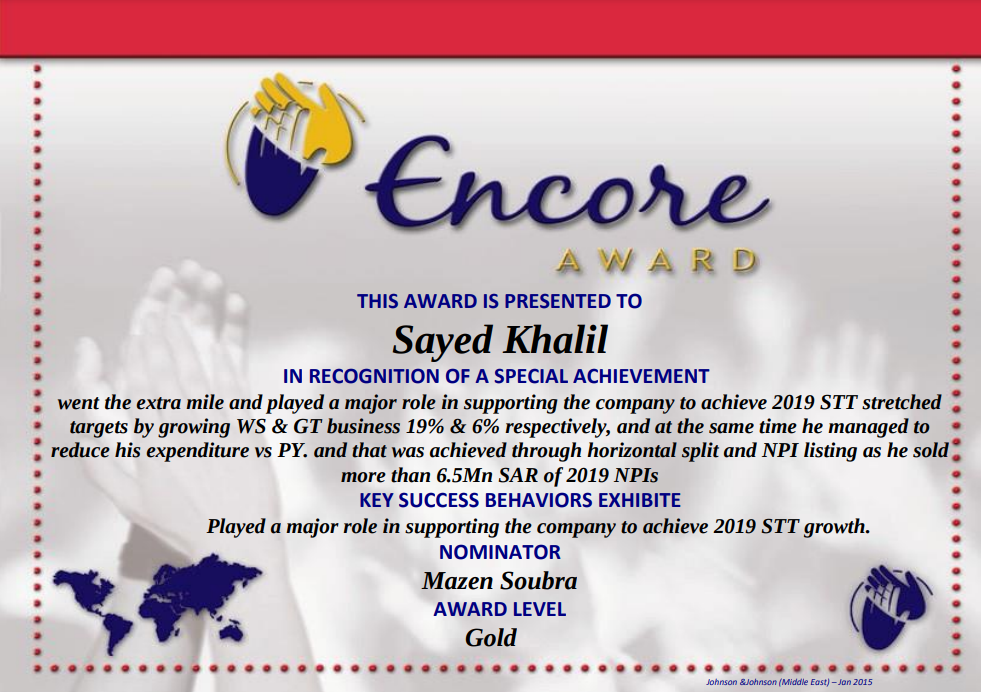 Encore
AWARD
THIS AWARD IS PRESENTED TO
Sayed Khalil
IN RECOGNITION OF A SPECIAL ACHIEVEMENT
went the extra mile and played a major role in supporting the company to achieve 2019 STT stretched
targets by growing WS & GT business 19% & 6% respectively, and at the same time he managed to
reduce his expenditure vs PY. and that was achieved through horizontal split and NPI listing as he sold
more than 6.5Mn SAR of 2019 NPIs
KEY SUCCESS BEHAVIORS EXHIBITE
Played a major role in supporting the company to achieve 2019 STT growth.
NOMINATOR
Mazen Soubra
AWARD LEVEL
Gold
Johnson &Johnson (Middle East) – Jan 2015